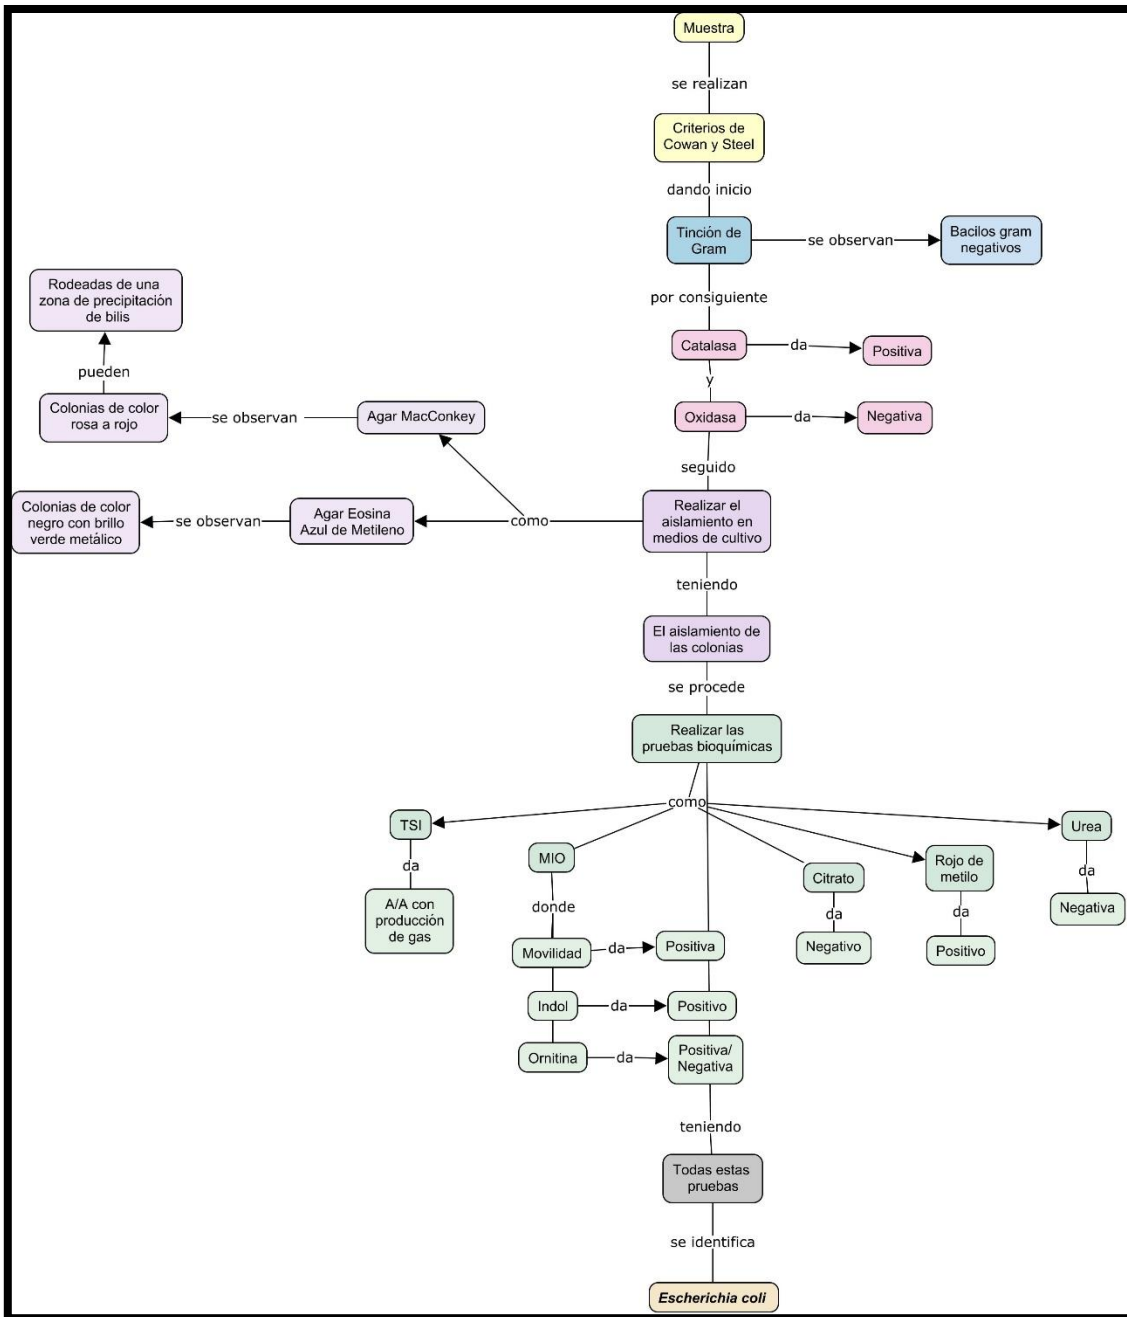 Muestra
se realizan
Criterios de
Cowan y Steel
dando inicio
Tinción de
Gram
se observan
Bacilos gram
negativos
por consiguiente
Catalasa
da
Positiva
y
Oxidasa
da
Negativa
seguido
Realizar el
aislamiento en
medios de cultivo
como
Agar MacConkey
se observan
Colonias de color
rosa a rojo
pueden
Rodeadas de una
zona de precipitación
de bilis
Agar Eosina
Azul de Metileno
se observan
Colonias de color
negro con brillo
verde metálico
teniendo
El aislamiento de
las colonias
se procede
Realizar las
pruebas bioquímicas
como
TSI
da
A/A con
producción
de gas
MIO
donde
Movilidad
da
Positiva
Indol
da
Positivo
Ornitina
da
Positiva/
Negativa
Citrato
da
Negativo
Rojo de
metilo
da
Positivo
Urea
da
Negativa
teniendo
Todas estas
pruebas
se identifica
Escherichia coli